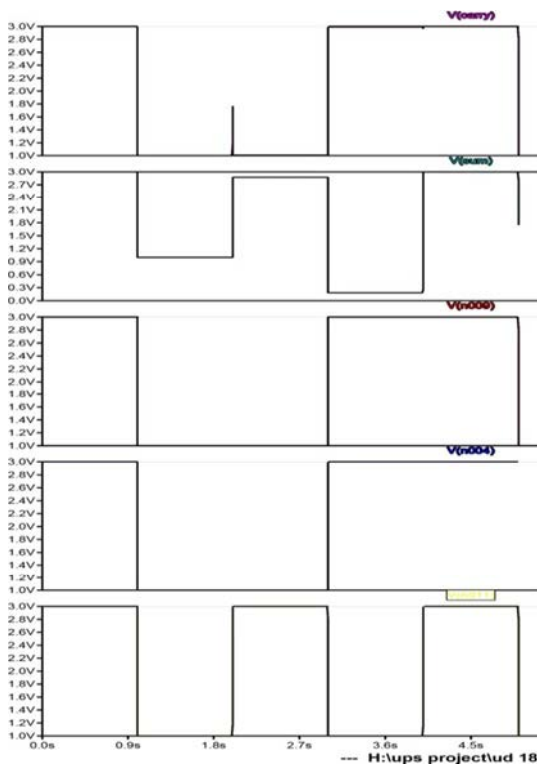 V(carry)
3.0V
2.8V
2.6V
2.4V
2.2V
2.0V
1.8V
1.6V
1.4V
1.2V
1.0V
V(sum)
3.0V
2.7V
2.4V
2.1V
1.8V
1.5V
1.2V
0.9V
0.6V
0.3V
0.0V
V(n009)
3.0V
2.8V
2.6V
2.4V
2.2V
2.0V
1.8V
1.6V
1.4V
1.2V
1.0V
V(n004)
3.0V
2.8V
2.6V
2.4V
2.2V
2.0V
1.8V
1.6V
1.4V
1.2V
1.0V
3.0V
2.8V
2.6V
2.4V
2.2V
2.0V
1.8V
1.6V
1.4V
1.2V
1.0V
0.0s 0.9s 1.8s 2.7s 3.6s 4.5s
--- H:\ups project\ud 18